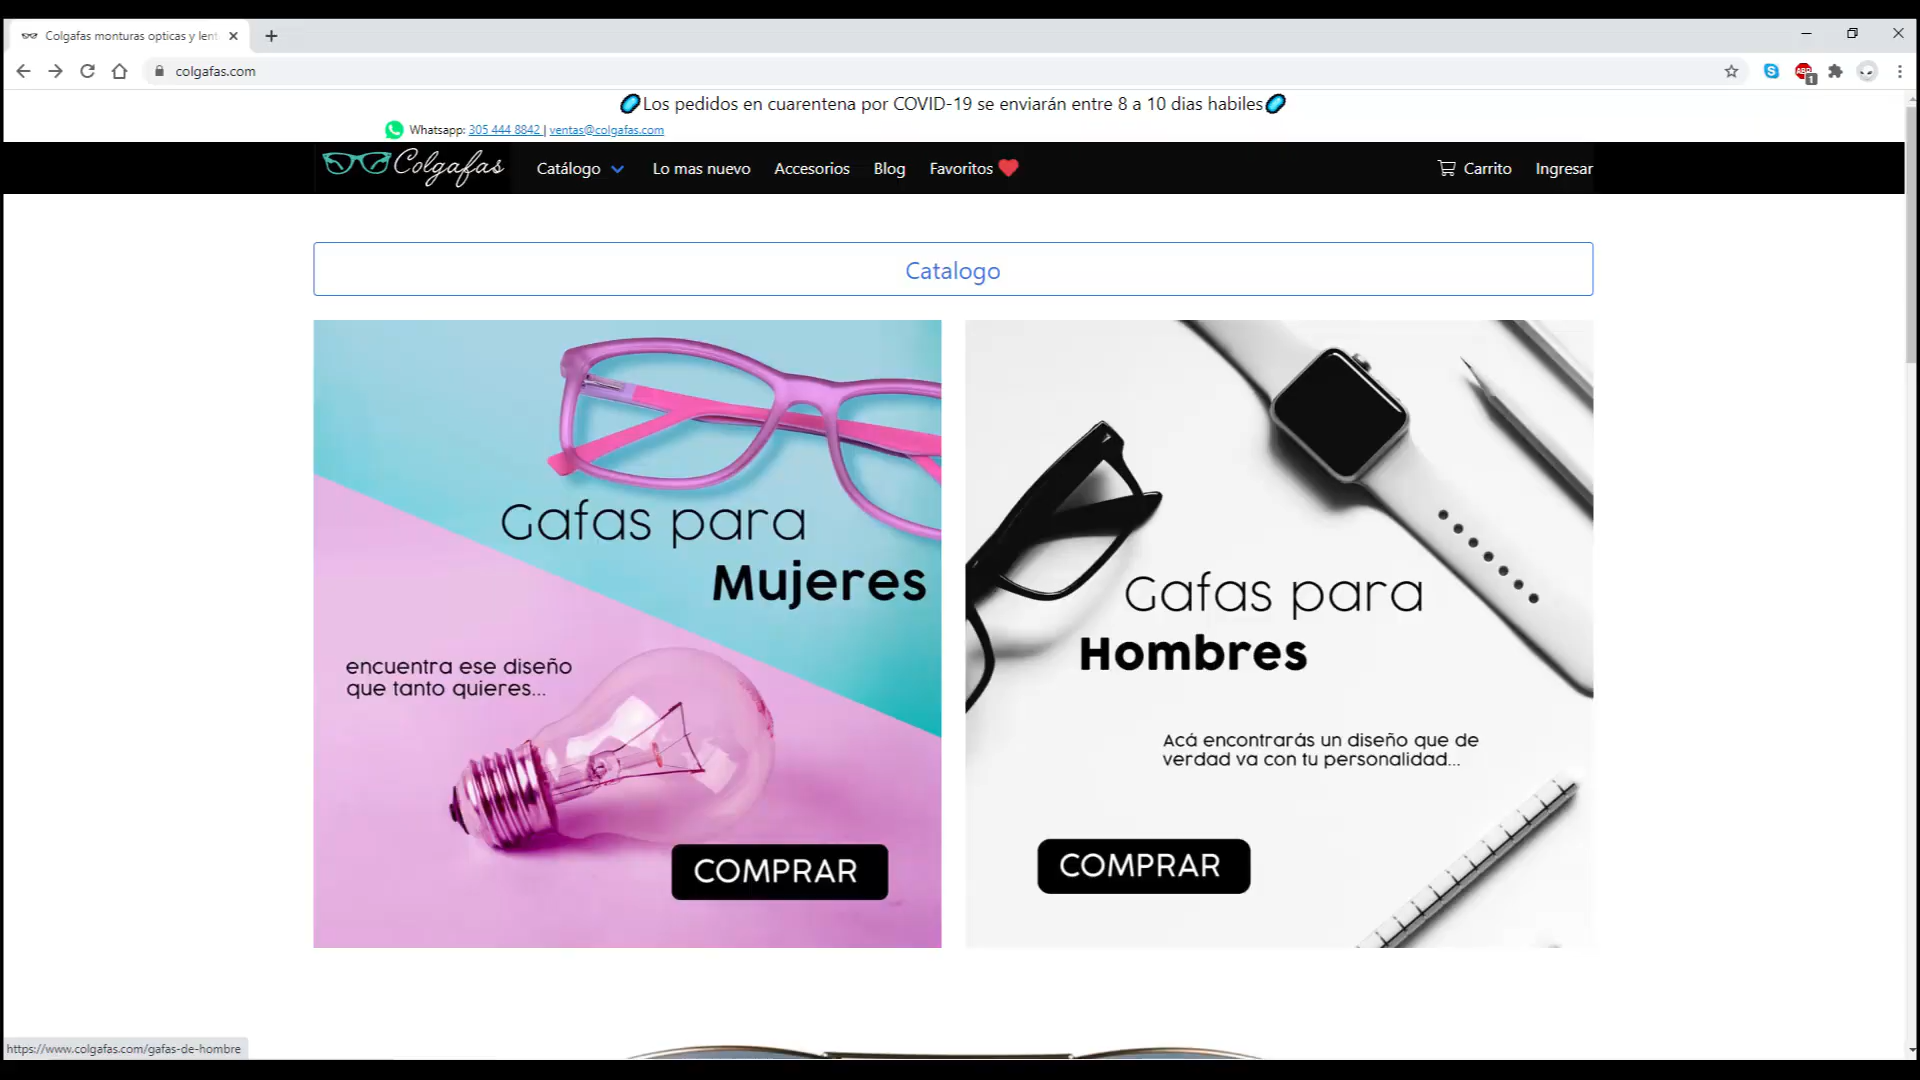 Colgafas monturas opticas y lent
colgafas.com
ABP
1
Los pedidos en cuarentena por COVID-19 se enviarán entre 8 a 10 dias habiles
Whatsapp: 305 444 8842 | ventas@colgafas.com
Colgafas Catálogo Lo mas nuevo Accesorios Blog Favoritos Carrito Ingresar
Catalogo
Gafas para
Mujeres
encuentra ese diseño
que tanto quieres...
COMPRAR
Gafas para
Hombres
Acá encontrarás un diseño que de
verdad va con tu personalidad...
COMPRAR
https://www.colgafas.com/gafas-de-hombre